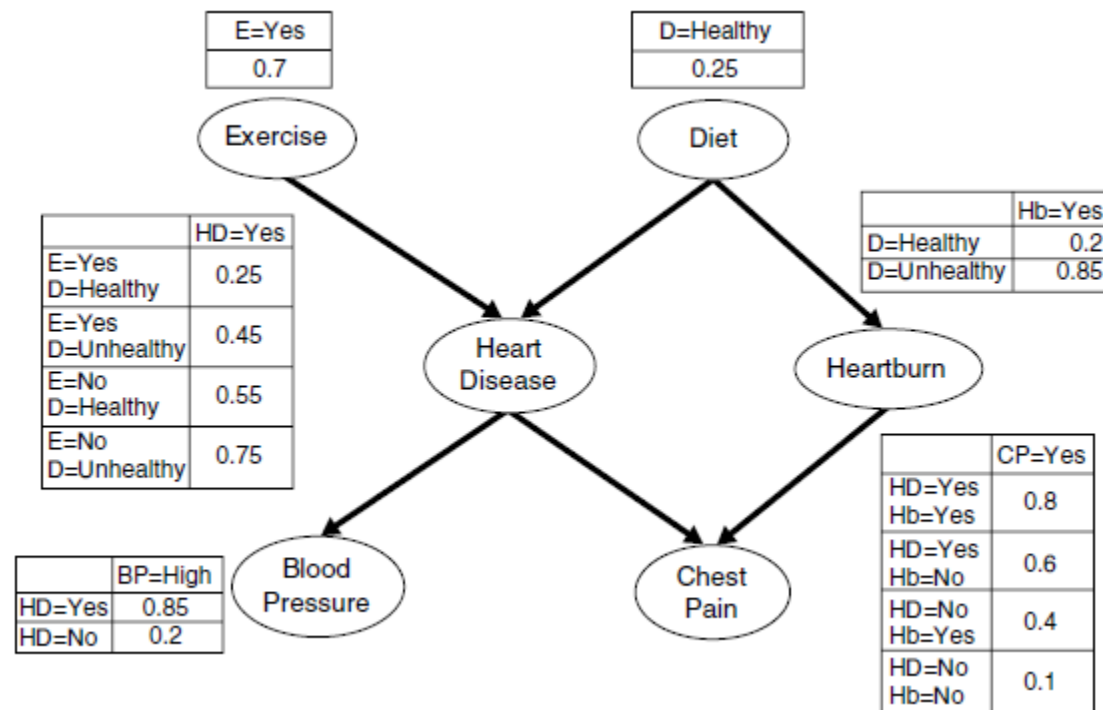 E=Yes
0.7
D=Healthy
0.25
Exercise
Diet
Hb=Yes
D=Healthy 0.2
D=Unhealthy 0.85
HD=Yes
E=Yes
D=Healthy 0.25
E=Yes
D=Unhealthy 0.45
E=No
D=Healthy 0.55
E=No
D=Unhealthy 0.75
Heart
Disease
Heartburn
CP=Yes
HD=Yes
Hb=Yes 0.8
HD=Yes
Hb=No 0.6
HD=No
Hb=Yes 0.4
HD=No
Hb=No 0.1
BP=High
HD=Yes 0.85
HD=No 0.2
Blood
Pressure
Chest
Pain